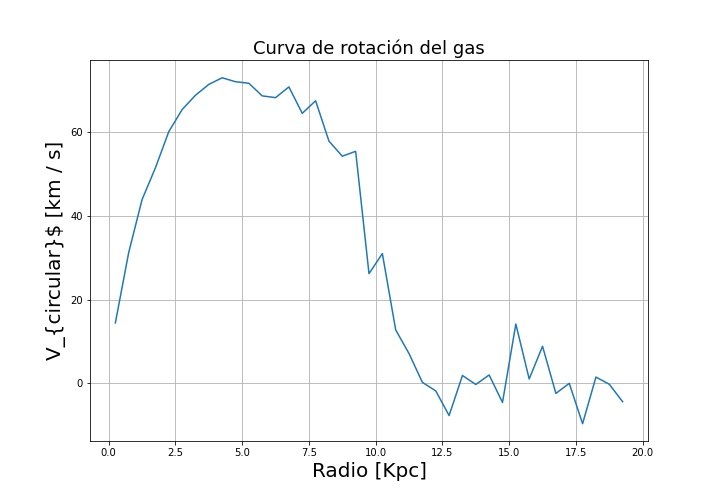 Curva de rotación del gas
V_{circular}$ [km / s]
60
40
20
0
0.0 2.5 5.0 7.5 10.0 12.5 15.0 17.5 20.0
Radio [Kpc]